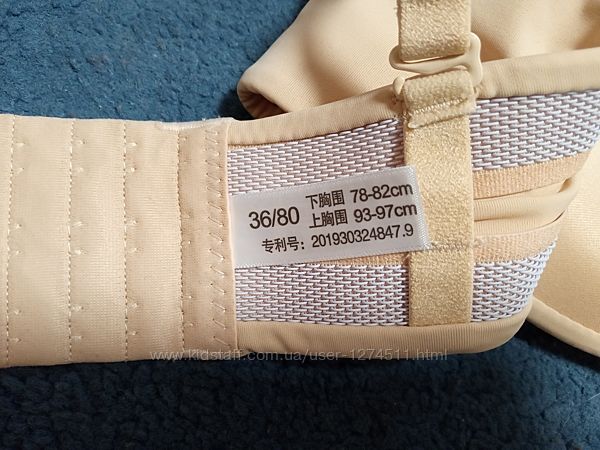 36/80 下胸围 78-82cm
上胸围 93-97cm
专利号：201930324847.9
www.kidstaff.com.ua/user-1274511.html